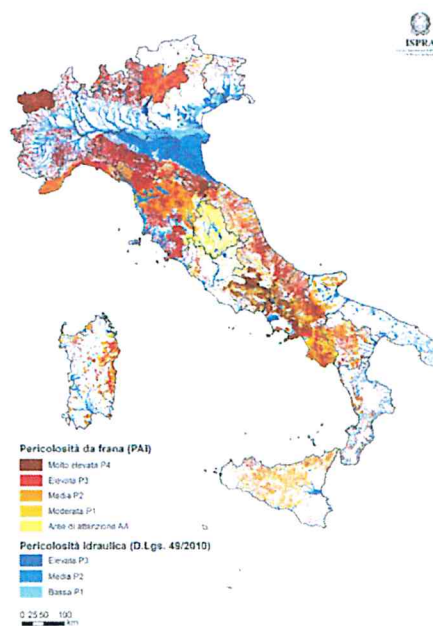 ISPRA
Pericolosità da frana (PAI)
Molto elevata P4
Elevata P3
Media P2
Moderata P1
Aree di attenzione AA
Pericolosità Idraulica (D.Lgs. 49/2010)
Elevata P3
Media P2
Bassa P1
0 25 50 100
km